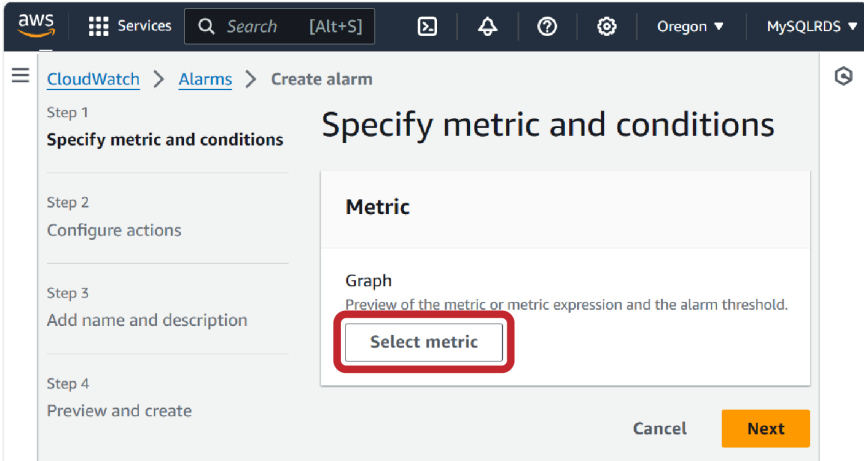 aws Services Search [Alt+S] Oregon ▼ MySQLRDS ▼
CloudWatch > Alarms > Create alarm
Step 1
Specify metric and conditions
Step 2
Configure actions
Step 3
Add name and description
Step 4
Preview and create
Specify metric and conditions
Metric
Graph
Preview of the metric or metric expression and the alarm threshold.
Select metric
Cancel Next